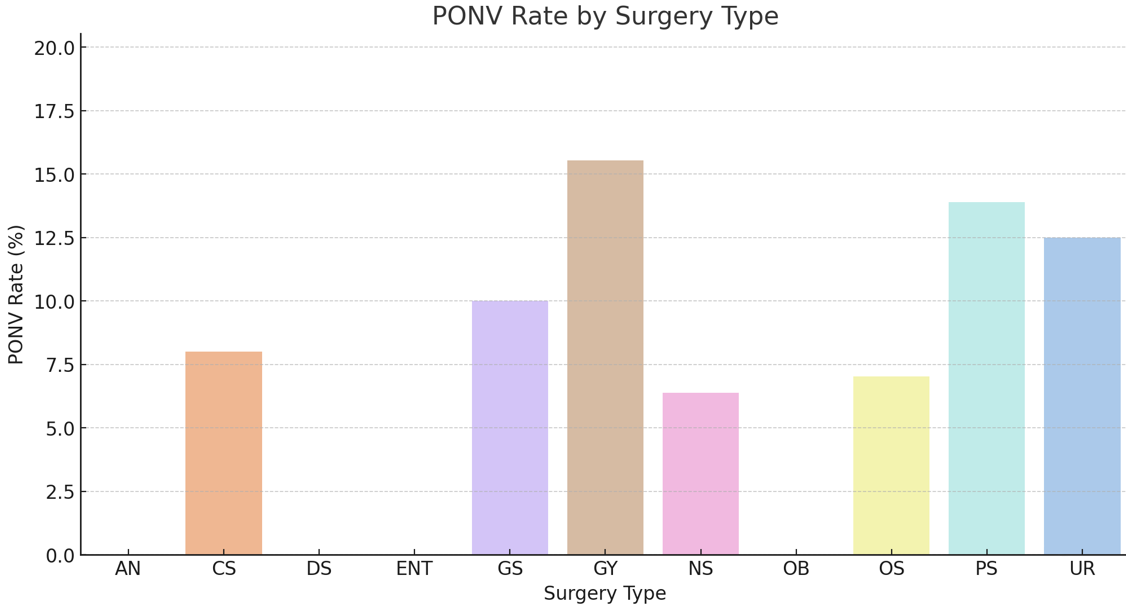 PONV Rate by Surgery Type
PONV Rate (%)
20.0
17.5
15.0
12.5
10.0
7.5
5.0
2.5
0.0
AN CS DS ENT GS GY NS OB OS PS UR
Surgery Type